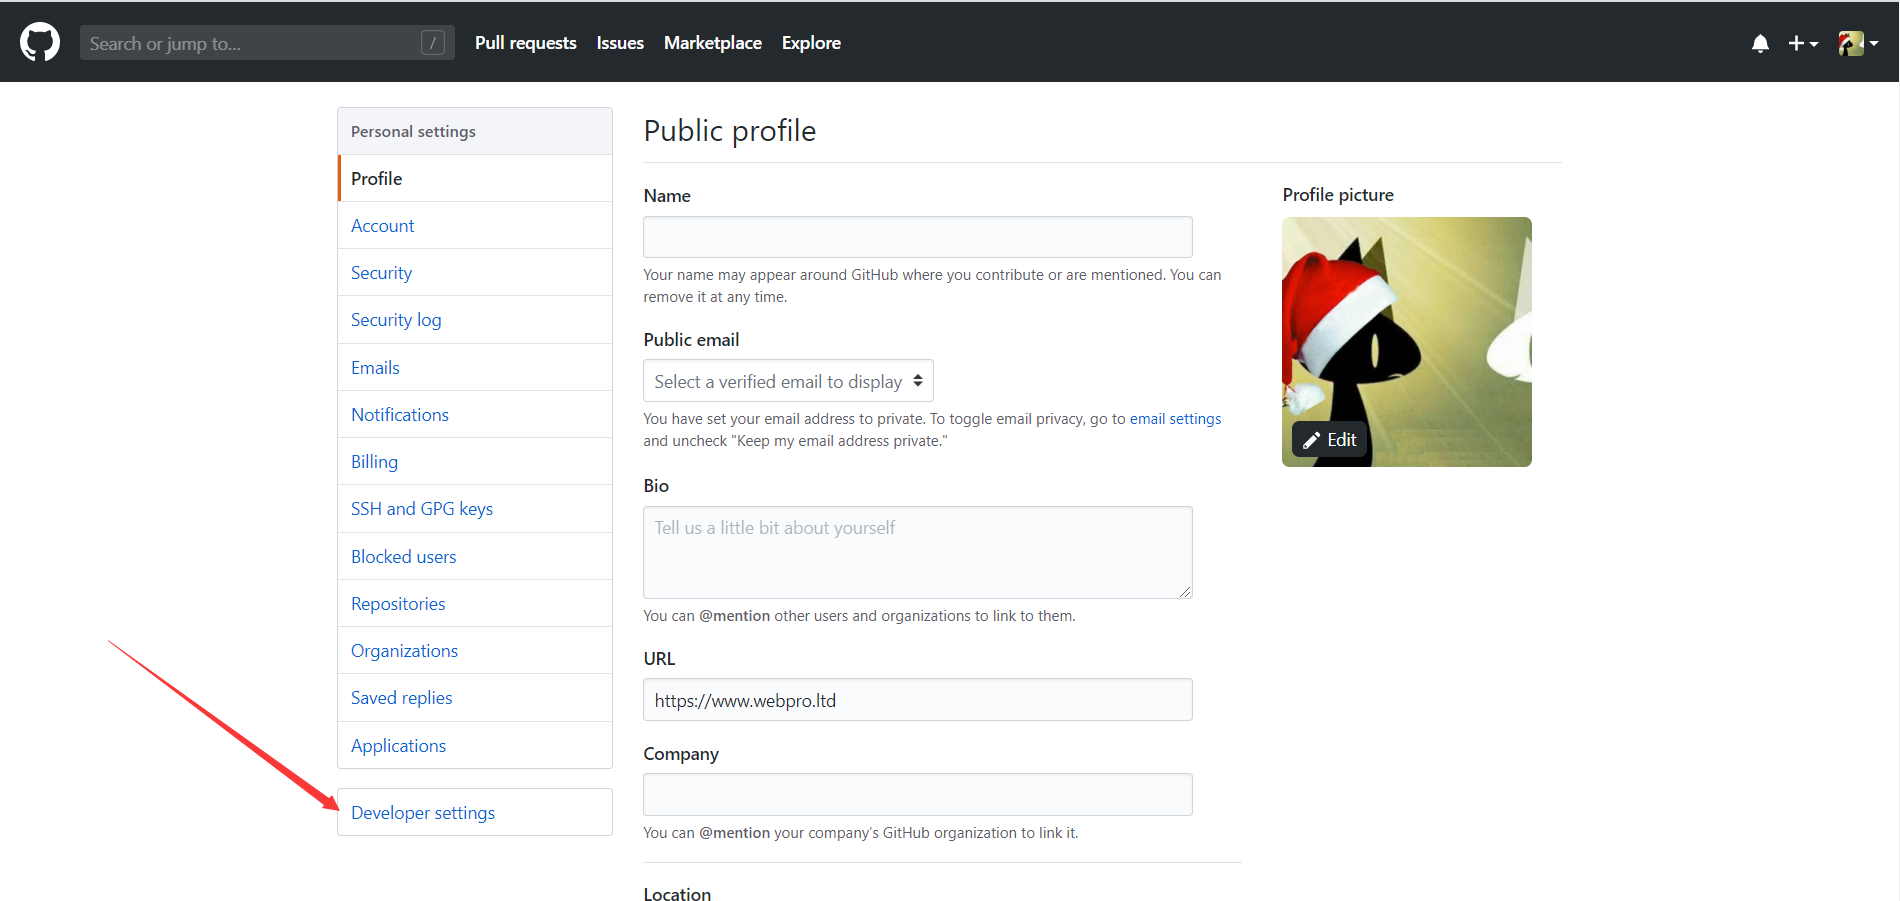 Search or jump to...
/
Pull requests
Issues
Marketplace
Explore
Personal settings
Profile
Account
Security
Security log
Emails
Notifications
Billing
SSH and GPG keys
Blocked users
Repositories
Organizations
Saved replies
Applications
Developer settings
Public profile
Name
Your name may appear around GitHub where you contribute or are mentioned. You can
remove it at any time.
Public email
Select a verified email to display
You have set your email address to private. To toggle email privacy, go to email settings
and uncheck "Keep my email address private."
Bio
Tell us a little bit about yourself
You can @mention other users and organizations to link to them.
URL
https://www.webpro.ltd
Company
You can @mention your company's GitHub organization to link it.
Location
Profile picture
Edit